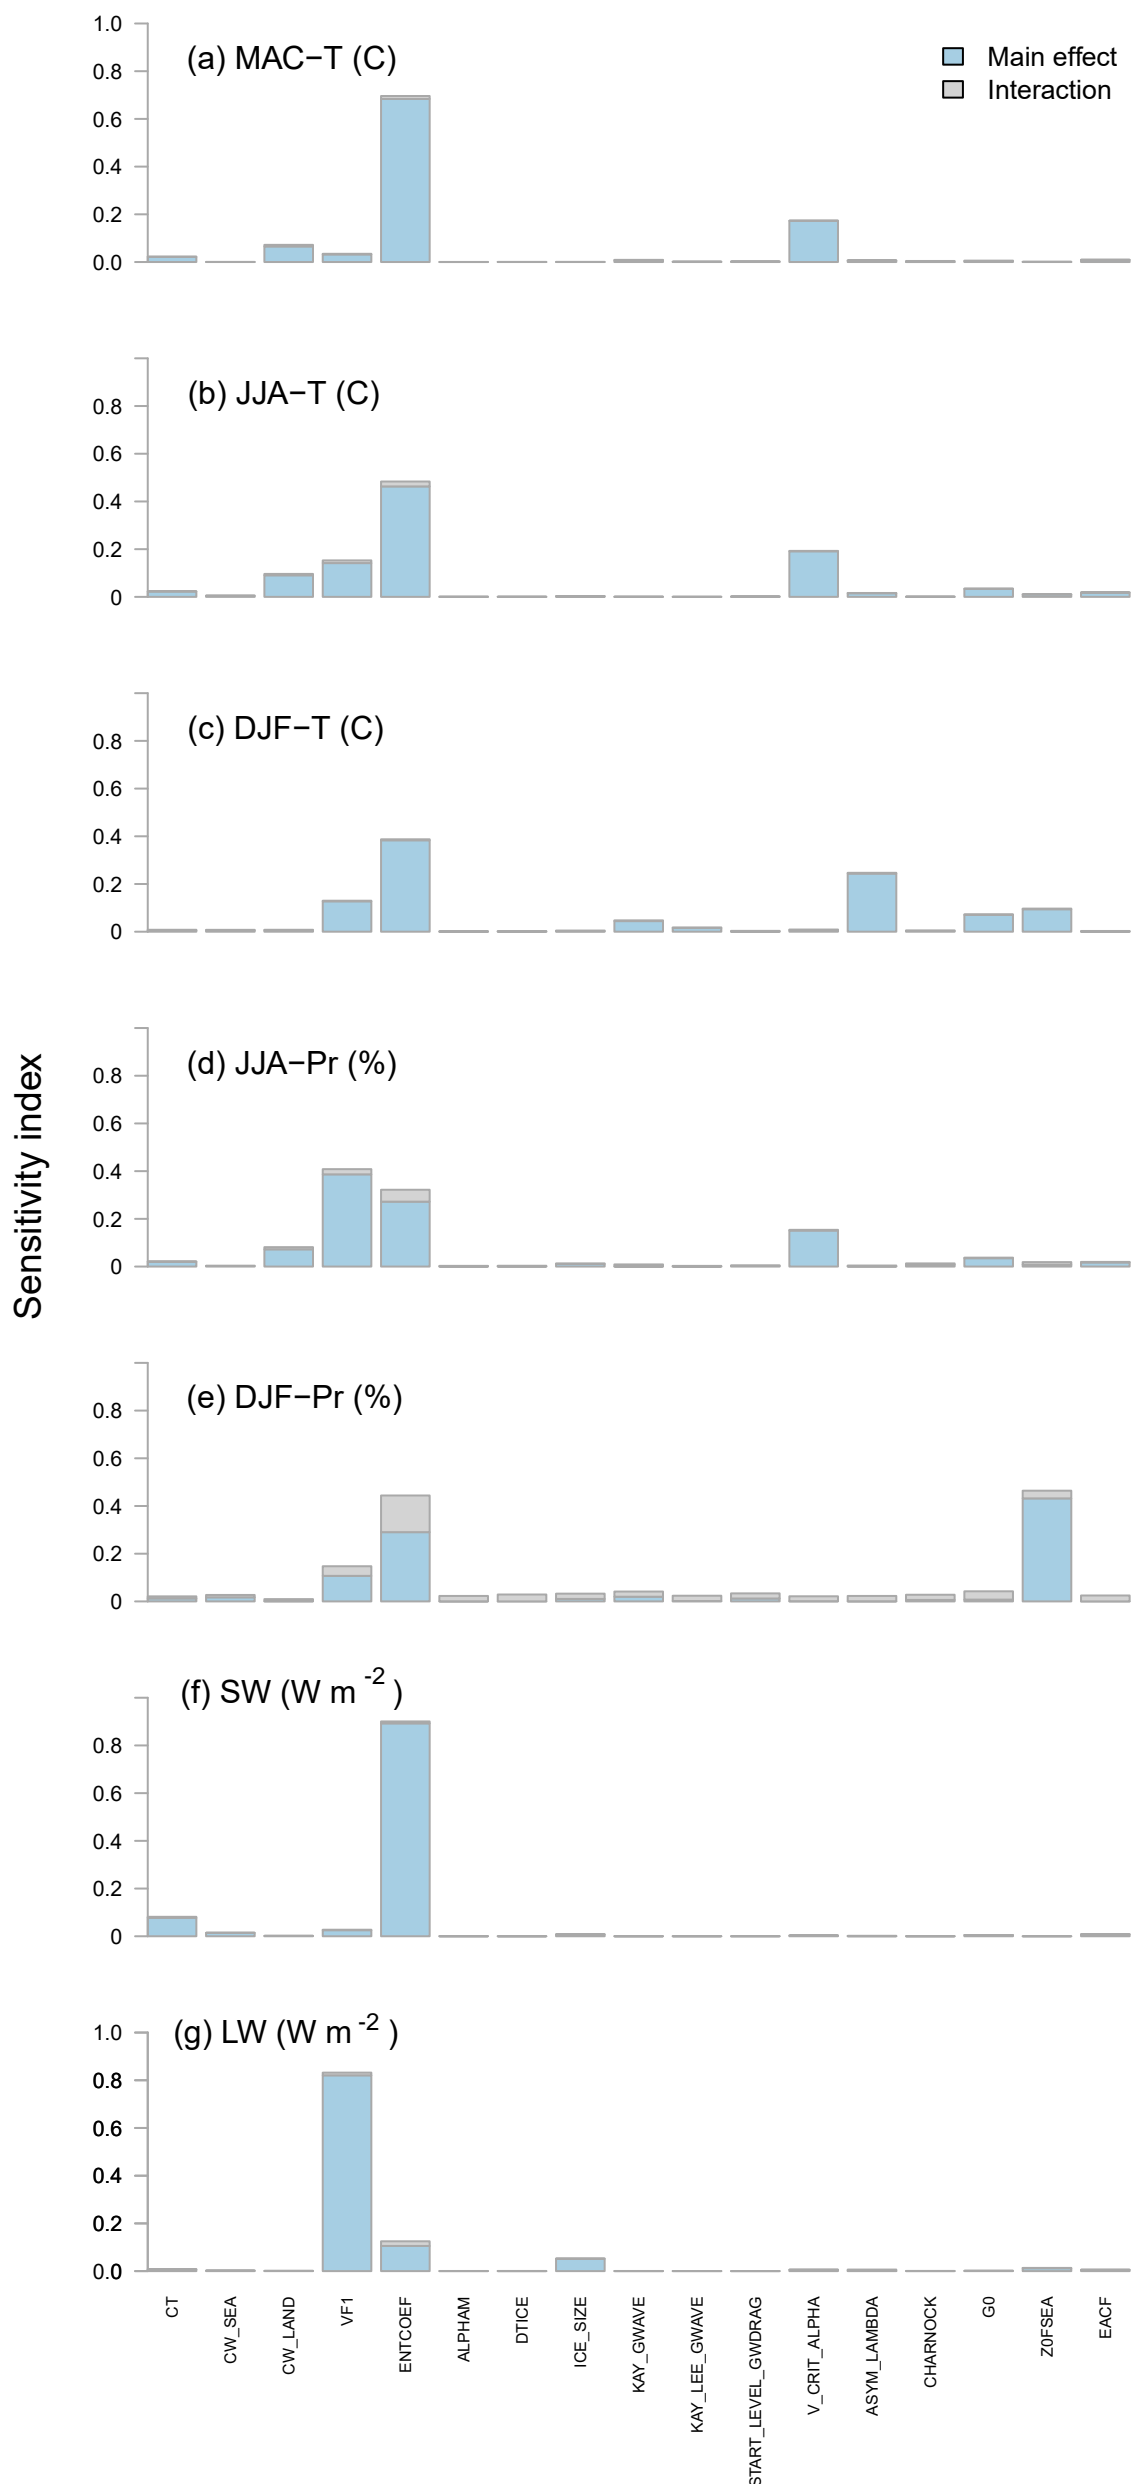 1.0
(a) MAC−T (C)
Main effect
0.8
Interaction
0.6
0.4
0.2
0.0
(b) JJA−T (C)
0.8
0.6
0.4
0.2
0
(c) DJF−T (C)
0.8
0.6
0.4
0.2
0
Sensitivity index
(d) JJA−Pr (%)
0.8
0.6
0.4
0.2
0
(e) DJF−Pr (%)
0.8
0.6
0.4
0.2
0
(f) SW (W m -2 )
0.8
0.6
0.4
0.2
0
(g) LW (W m -2 )
1.0
0.8
0.6
0.4
0.2
0.0
CT
CW_SEA
CW_LAND
VF1
ENTCOEF
ALPHAM
DTICE
ICE_SIZE
KAY_GWAVE
KAY_LEE_GWAVE
START_LEVEL_GWDRAG
V_CRIT_ALPHA
ASYM_LAMBDA
CHARNOCK
G0
Z0FSEA
EACF